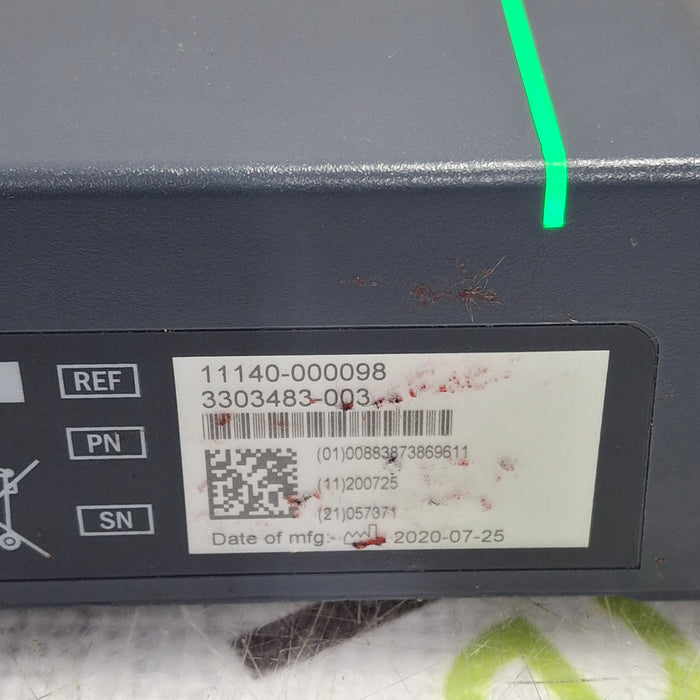 REF
PN
SN
11140-000098
3303483-003
(01)00883873869611
(11)200725
(21)057371
Date of mfg: 2020-07-25